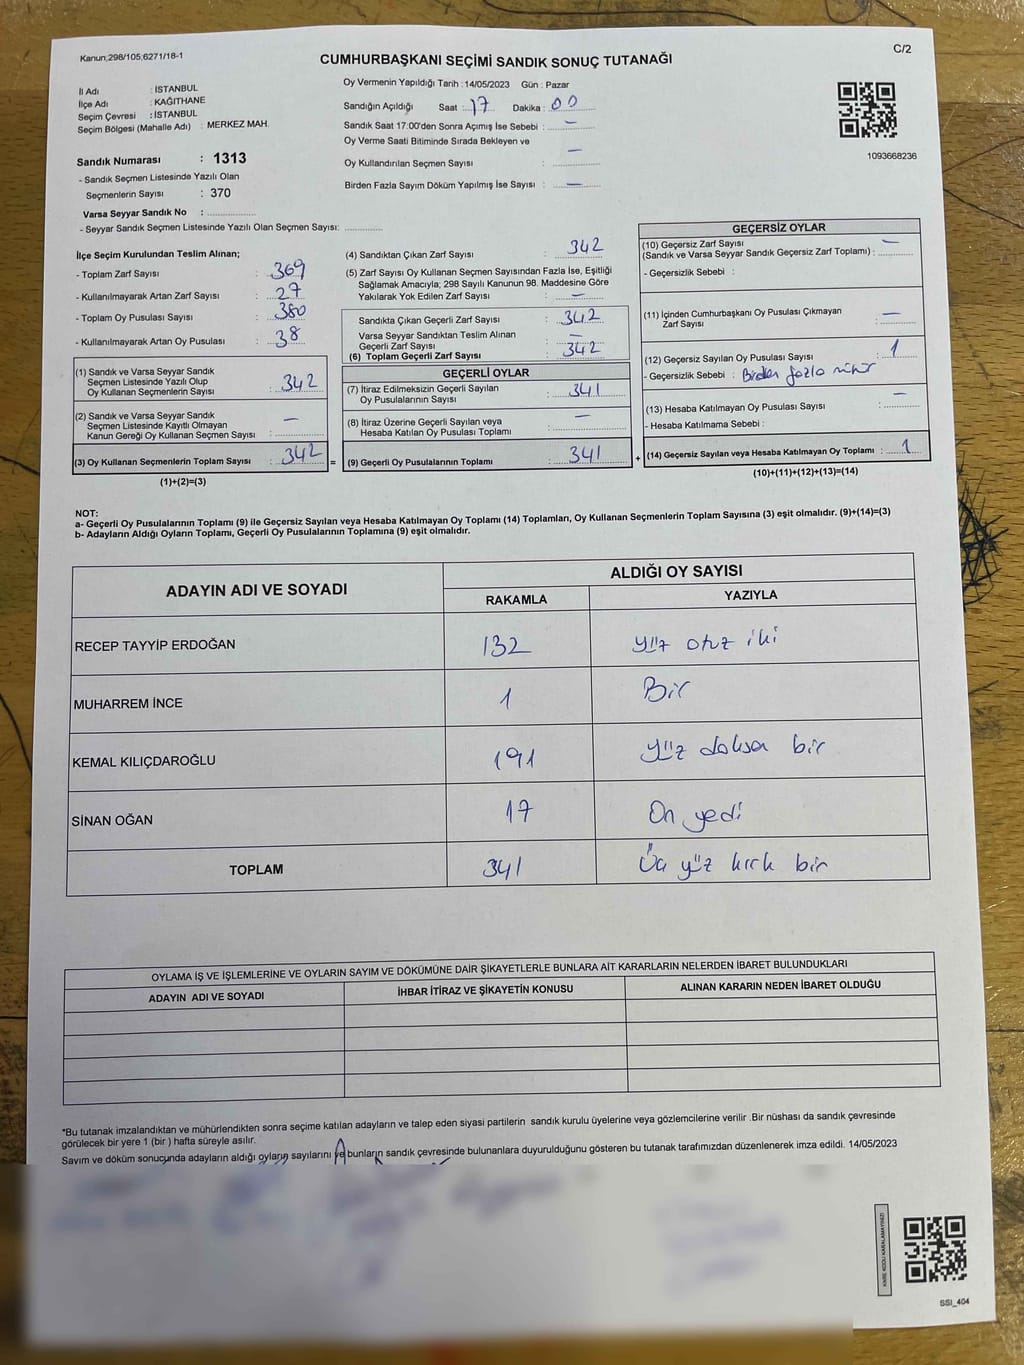 Kanun;298/105;6271/18-1
C/2
CUMHURBAŞKANI SEÇİMİ SANDIK SONUÇ TUTANAĞI
İl Adı : İSTANBUL
İlçe Adı : KAĞITHANE
Seçim Çevresi : İSTANBUL
Seçim Bölgesi (Mahalle Adı) : MERKEZ MAH.
Sandık Numarası : 1313
- Sandık Seçmen Listesinde Yazılı Olan
Seçmenlerin Sayısı : 370
Varsa Seyyar Sandık No : ................
- Seyyar Sandık Seçmen Listesinde Yazılı Olan Seçmen Sayısı: ............
Oy Vermenin Yapıldığı Tarih : 14/05/2023 Gün : Pazar
Sandığın Açıldığı Saat : 17 Dakika : 00
Sandık Saat 17:00'den Sonra Açımış İse Sebebi : —
Oy Verme Saati Bitiminde Sırada Bekleyen ve
Oy Kullandırılan Seçmen Sayısı : —
Birden Fazla Sayım Döküm Yapılmış İse Sayısı : —
1093668236
İlçe Seçim Kurulundan Teslim Alınan;
- Toplam Zarf Sayısı : 369
- Kullanılmayarak Artan Zarf Sayısı : 27
- Toplam Oy Pusulası Sayısı : 380
- Kullanılmayarak Artan Oy Pusulası : 38
(1) Sandık ve Varsa Seyyar Sandık
Seçmen Listesinde Yazılı Olup
Oy Kullanan Seçmenlerin Sayısı : 342
(2) Sandık ve Varsa Seyyar Sandık
Seçmen Listesinde Kayıtlı Olmayan
Kanun Gereği Oy Kullanan Seçmen Sayısı : —
(3) Oy Kullanan Seçmenlerin Toplam Sayısı : 342 =
(1)+(2)=(3)
(4) Sandıktan Çıkan Zarf Sayısı : 342
(5) Zarf Sayısı Oy Kullanan Seçmen Sayısından Fazla İse, Eşitliği
Sağlamak Amacıyla; 298 Sayılı Kanunun 98. Maddesine Göre
Yakılarak Yok Edilen Zarf Sayısı : —
Sandıkta Çıkan Geçerli Zarf Sayısı : 342
Varsa Seyyar Sandıktan Teslim Alınan
Geçerli Zarf Sayısı : —
(6) Toplam Geçerli Zarf Sayısı : 342
GEÇERLİ OYLAR
(7) İtiraz Edilmeksizin Geçerli Sayılan
Oy Pusulalarının Sayısı : 341
(8) İtiraz Üzerine Geçerli Sayılan veya
Hesaba Katılan Oy Pusulası Toplamı : —
(9) Geçerli Oy Pusulalarının Toplamı : 341 +
GEÇERSİZ OYLAR
(10) Geçersiz Zarf Sayısı —
(Sandık ve Varsa Seyyar Sandık Geçersiz Zarf Toplamı) : ............
- Geçersizlik Sebebi :
(11) İçinden Cumhurbaşkanı Oy Pusulası Çıkmayan
Zarf Sayısı : —
(12) Geçersiz Sayılan Oy Pusulası Sayısı : 1
- Geçersizlik Sebebi : Birden fazla mühür
(13) Hesaba Katılmayan Oy Pusulası Sayısı : —
- Hesaba Katılmama Sebebi :
(14) Geçersiz Sayılan veya Hesaba Katılmayan Oy Toplamı : 1
(10)+(11)+(12)+(13)=(14)
NOT:
a- Geçerli Oy Pusulalarının Toplamı (9) ile Geçersiz Sayılan veya Hesaba Katılmayan Oy Toplamı (14) Toplamları, Oy Kullanan Seçmenlerin Toplam Sayısına (3) eşit olmalıdır. (9)+(14)=(3)
b- Adayların Aldığı Oyların Toplamı, Geçerli Oy Pusulalarının Toplamına (9) eşit olmalıdır.
ADAYIN ADI VE SOYADI
ALDIĞI OY SAYISI
RAKAMLA YAZIYLA
RECEP TAYYİP ERDOĞAN 132 yüz otuz iki
MUHARREM İNCE 1 Bir
KEMAL KILIÇDAROĞLU 191 yüz doksa bir
SİNAN OĞAN 17 On yedi
TOPLAM 341 Üç yüz kırk bir
OYLAMA İŞ VE İŞLEMLERİNE VE OYLARIN SAYIM VE DÖKÜMÜNE DAİR ŞİKAYETLERLE BUNLARA AİT KARARLARIN NELERDEN İBARET BULUNDUKLARI
ADAYIN ADI VE SOYADI İHBAR İTİRAZ VE ŞİKAYETİN KONUSU ALINAN KARARIN NEDEN İBARET OLDUĞU
*Bu tutanak imzalandıktan ve mühürlendikten sonra seçime katılan adayların ve talep eden siyasi partilerin sandık kurulu üyelerine veya gözlemcilerine verilir .Bir nüshası da sandık çevresinde
görülecek bir yere 1 (bir ) hafta süreyle asılır.
Sayım ve döküm sonucunda adayların aldığı oyların sayılarını ve bunların sandık çevresinde bulunanlara duyurulduğunu gösteren bu tutanak tarafımızdan düzenlenerek imza edildi. 14/05/2023
SSI_404